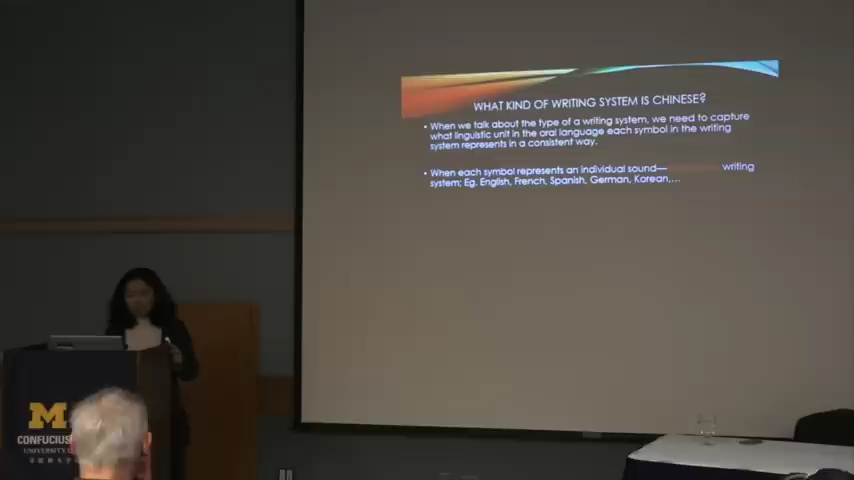 WHAT KIND OF WRITING SYSTEM IS CHINESE?
• When we talk about the type of a writing system, we need to capture
what linguistic unit in the oral language each symbol in the writing
system represents in a consistent way.
• When each symbol represents an individual sound— writing
system; Eg. English, French, Spanish, German, Korean,...
M
CONFUCIUS
UNIVERSITY